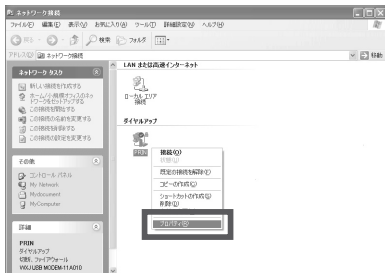 ネットワーク接続
ファイル(F) 編集(E) 表示(V) お気に入り(A) ツール(T) 詳細設定(N) ヘルプ(H)
戻る 検索 フォルダ
アドレス(D) ネットワーク接続 移動
ネットワーク タスク
新しい接続を作成する
ホーム/小規模オフィスのネットワークをセットアップする
この接続を開始する
この接続の名前を変更する
この接続を削除する
この接続の設定を変更する
その他
コントロール パネル
My Network
Mydocument
MyComputer
詳細
PRIN
ダイヤルアップ
切断, ファイアウォール
WX4JUBB MODEM-11A010
LAN または高速インターネット
ローカル エリア接続
ダイヤルアップ
PRIN
接続(O)
状態(U)
既定の接続を解除(F)
コピーの作成(C)
ショートカットの作成(S)
削除(D)
プロパティ(R)